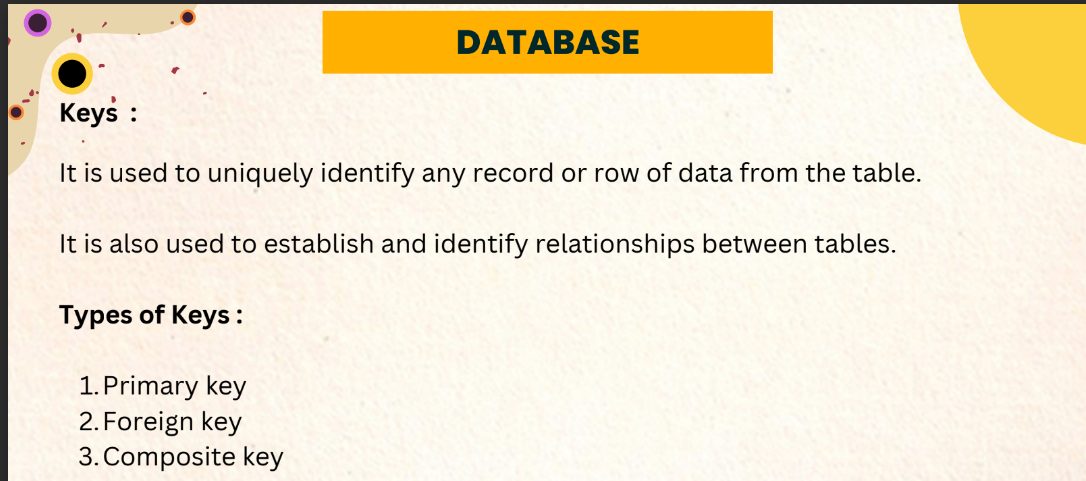 DATABASE
Keys :
It is used to uniquely identify any record or row of data from the table.
It is also used to establish and identify relationships between tables.
Types of Keys :
1. Primary key
2. Foreign key
3. Composite key